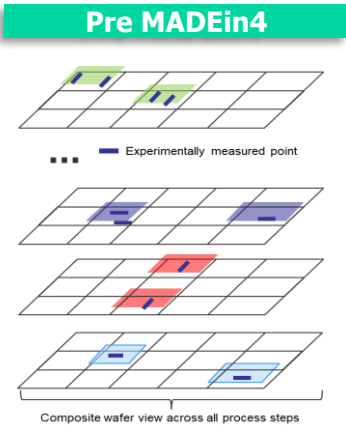 Pre MADEin4
Experimentally measured point
Composite wafer view across all process steps